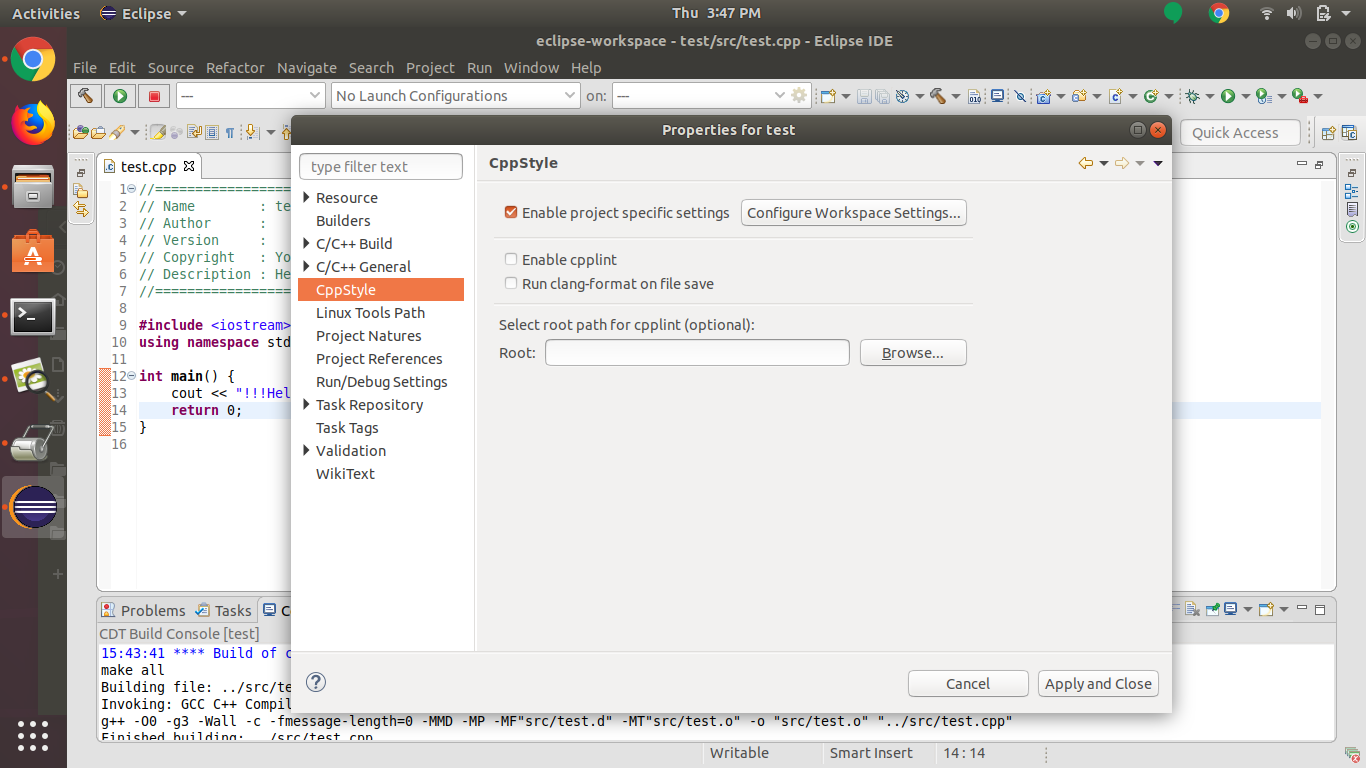 Activities Eclipse Thu 3:47 PM
eclipse-workspace - test/src/test.cpp - Eclipse IDE
File Edit Source Refactor Navigate Search Project Run Window Help
--- No Launch Configurations on: ---
Quick Access
test.cpp
1 //===================
2 // Name : te
3 // Author :
4 // Version :
5 // Copyright : Yo
6 // Description : He
7 //===================
8
9 #include <iostream>
10 using namespace std
11
12 int main() {
13 cout << "!!!Hel
14 return 0;
15 }
16
Properties for test
type filter text
Resource
Builders
C/C++ Build
C/C++ General
CppStyle
Linux Tools Path
Project Natures
Project References
Run/Debug Settings
Task Repository
Task Tags
Validation
WikiText
CppStyle
Enable project specific settings Configure Workspace Settings...
Enable cpplint
Run clang-format on file save
Select root path for cpplint (optional):
Root: Browse...
Cancel Apply and Close
Problems Tasks C
CDT Build Console [test]
15:43:41 **** Build of c
make all
Building file: ../src/te
Invoking: GCC C++ Compil
g++ -O0 -g3 -Wall -c -fmessage-length=0 -MMD -MP -MF"src/test.d" -MT"src/test.o" -o "src/test.o" "../src/test.cpp"
Finished building: ../src/test.cpp
Writable Smart Insert 14 : 14